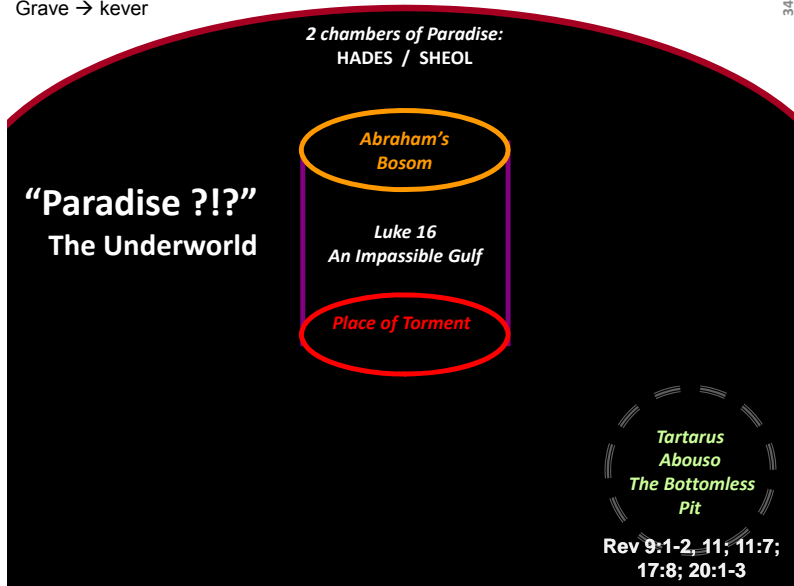 Grave → kever
34
2 chambers of Paradise:
HADES / SHEOL
Abraham's
Bosom
"Paradise ?!?"
The Underworld
Luke 16
An Impassible Gulf
Place of Torment
Tartarus
Abouso
The Bottomless
Pit
Rev 9:1-2, 11; 11:7;
17:8; 20:1-3